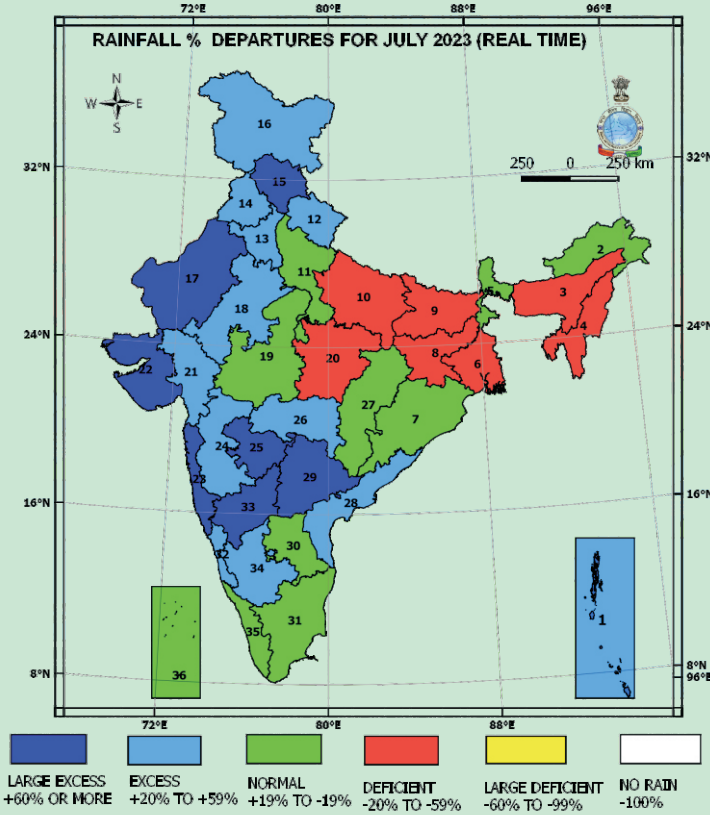 72°E 80°E 88°E 96°E
RAINFALL % DEPARTURES FOR JULY 2023 (REAL TIME)
N
W E
S
16
250 0 250 km
32°N 32°N
15
14
12
13
2
17
11
5
3
10
9
18
4
24°N 24°N
19
20
8
6
22
21
27
7
26
24
25
29
23
33
28
16°N 16°N
30
32
34
1
31
35
36
8°N 8°N
96°E
72°E 80°E 88°E
LARGE EXCESS
+60% OR MORE
EXCESS
+20% TO +59%
NORMAL
+19% TO -19%
DEFICIENT
-20% TO -59%
LARGE DEFICIENT
-60% TO -99%
NO RAIN
-100%